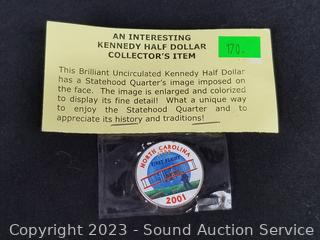 AN INTERESTING
KENNEDY HALF DOLLAR
COLLECTOR'S ITEM
170.
This Brilliant Uncirculated Kennedy Half Dollar
has a Statehood Quarter's image imposed on
the face. The image is enlarged and colorized
to display its fine detail! What a unique way
to enjoy the Statehood Quarter and to
appreciate its history and traditions!
NORTH CAROLINA
FIRST FLIGHT
2001
Copyright 2023 - Sound Auction Service